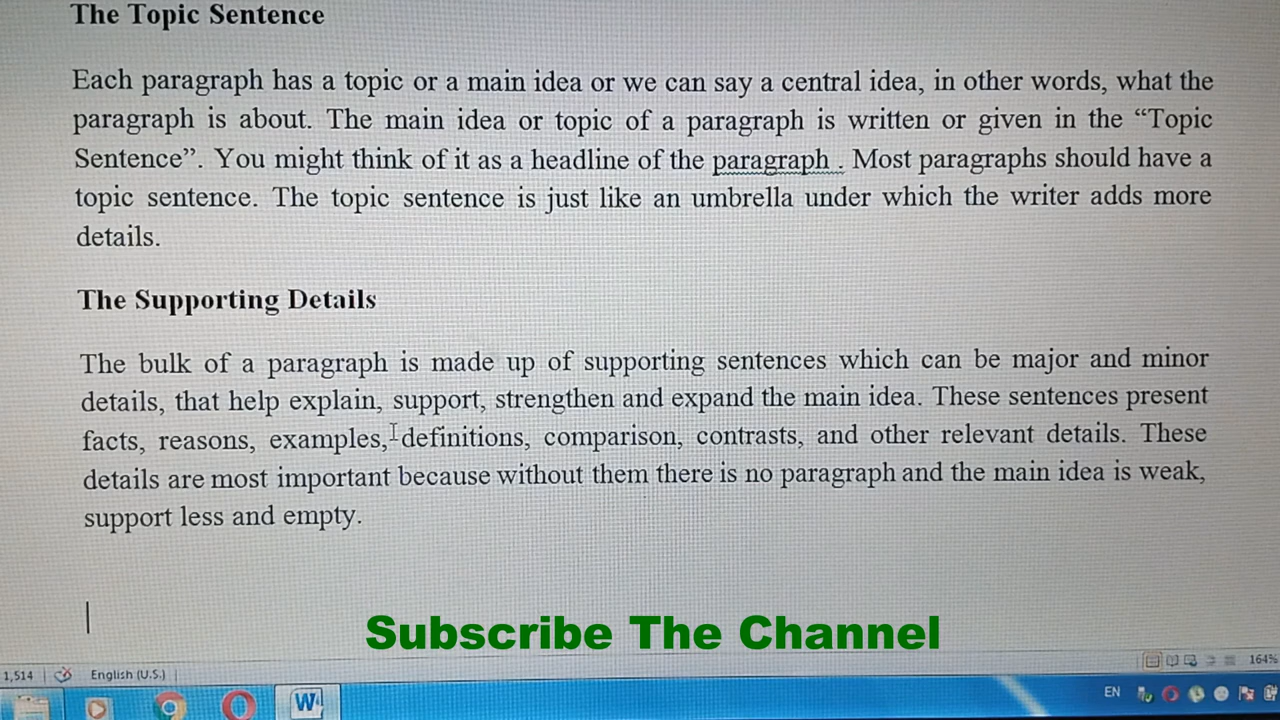 The Topic Sentence
Each paragraph has a topic or a main idea or we can say a central idea, in other words, what the
paragraph is about. The main idea or topic of a paragraph is written or given in the “Topic
Sentence”. You might think of it as a headline of the paragraph . Most paragraphs should have a
topic sentence. The topic sentence is just like an umbrella under which the writer adds more
details.
The Supporting Details
The bulk of a paragraph is made up of supporting sentences which can be major and minor
details, that help explain, support, strengthen and expand the main idea. These sentences present
facts, reasons, examples, definitions, comparison, contrasts, and other relevant details. These
details are most important because without them there is no paragraph and the main idea is weak,
support less and empty.
Subscribe The Channel
1,514 English (U.S.) 164%
W EN